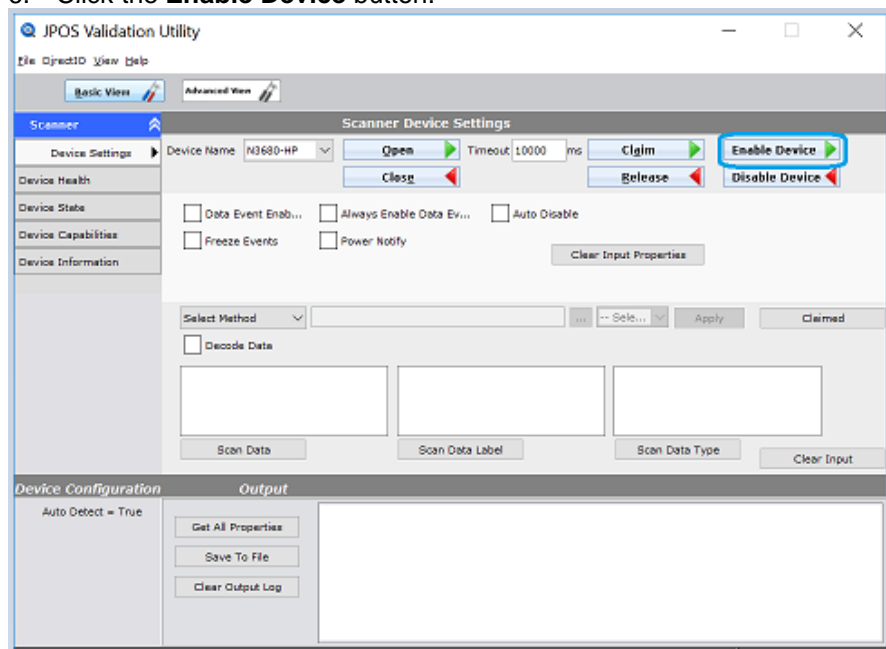 Click the Enable Device button.
JPOS Validation Utility
File DirectIO View Help
Basic View Advanced View
Scanner
Scanner Device Settings
Device Settings
Device Name N3680-HP Open Timeout 10000 ms Claim Enable Device
Close Release Disable Device
Device Health
Device State
Device Capabilities
Device Information
Data Event Enab... Always Enable Data Ev... Auto Disable
Freeze Events Power Notify
Clear Input Properties
Select Method ... -- Sele... Apply Claimed
Decode Data
Scan Data Scan Data Label Scan Data Type Clear Input
Device Configuration Output
Auto Detect = True
Get All Properties
Save To File
Clear Output Log